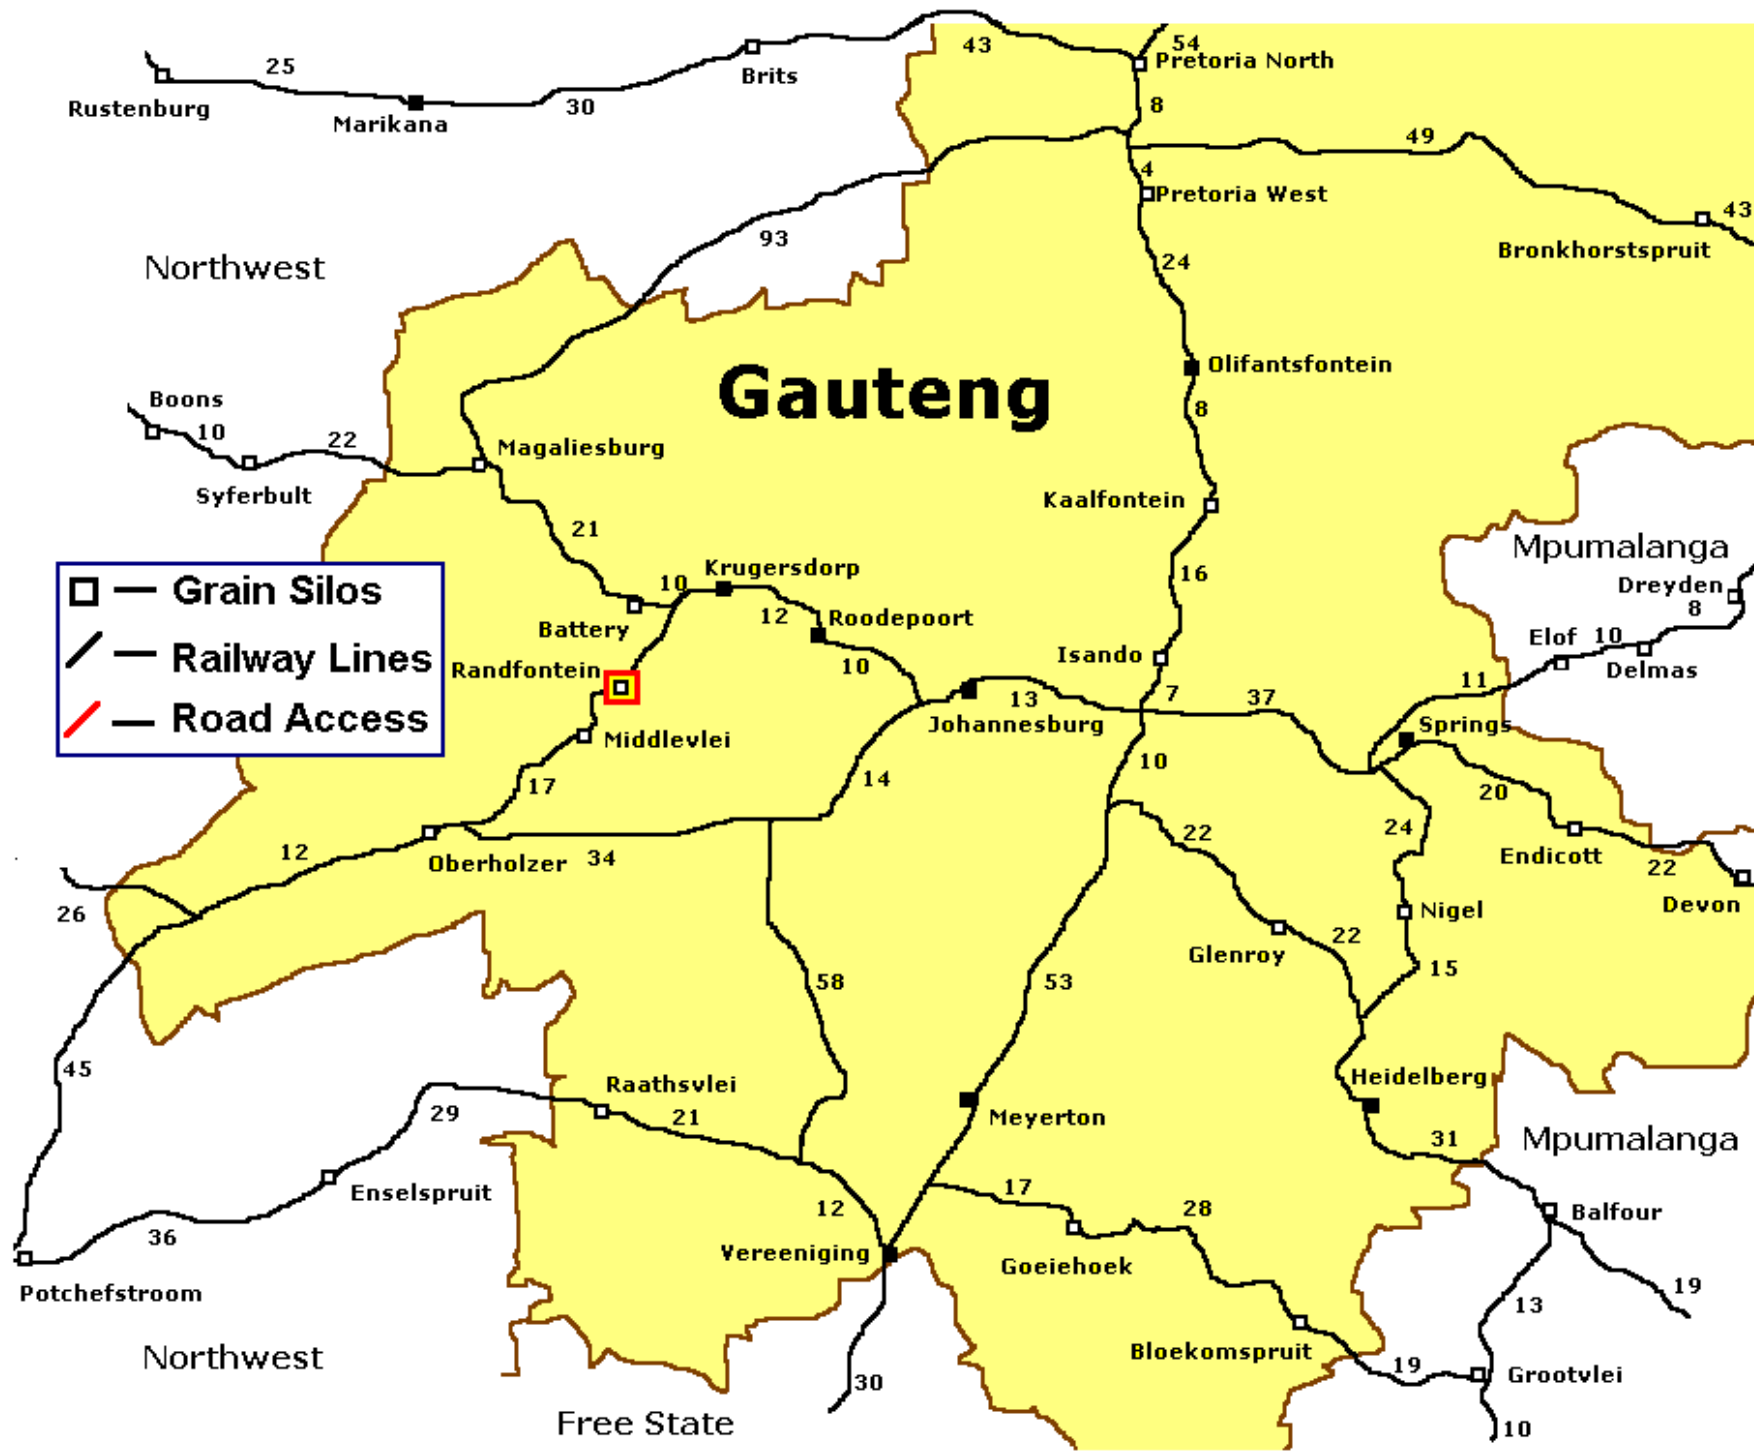 54
43
Pretoria North
25
Brits
Rustenburg
30
Marikana
8
49
4
Pretoria West
43
93
Bronkhorstspruit
Northwest
24
Olifantsfontein
Gauteng
8
Boons
10
22
Magaliesburg
Syferbult
Kaalfontein
21
Mpumalanga
Krugersdorp
10
16
Dreyden
8
Grain Silos
12
Roodepoort
Battery
Elof
10
Delmas
Railway Lines
Randfontein
10
Isando
11
7
37
13
Road Access
Johannesburg
Springs
Middlevlei
10
14
17
20
24
22
12
Oberholzer
34
Endicott
22
26
Nigel
Devon
Glenroy
22
15
58
53
45
Raathsvlei
Heidelberg
29
21
Meyerton
31
Mpumalanga
Enselspruit
17
12
28
Balfour
36
Vereeniging
Goeiehoek
Potchefstroom
19
13
Northwest
Bloekomspruit
19
Grootvlei
30
Free State
10